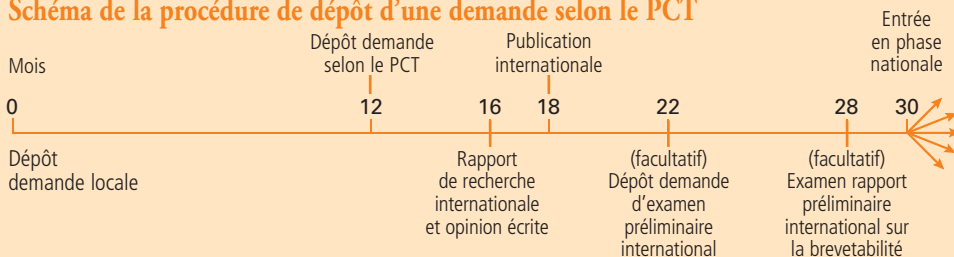 Schéma de la procédure de dépôt d'une demande selon le PCT
Mois
Dépôt demande
selon le PCT
Publication
internationale
Entrée
en phase
nationale
0
12
16
18
22
28
30
Dépôt
demande locale
Rapport
de recherche
internationale
et opinion écrite
(facultatif)
Dépôt demande
d'examen
préliminaire
international
(facultatif)
Examen rapport
préliminaire
international sur
la brevetabilité